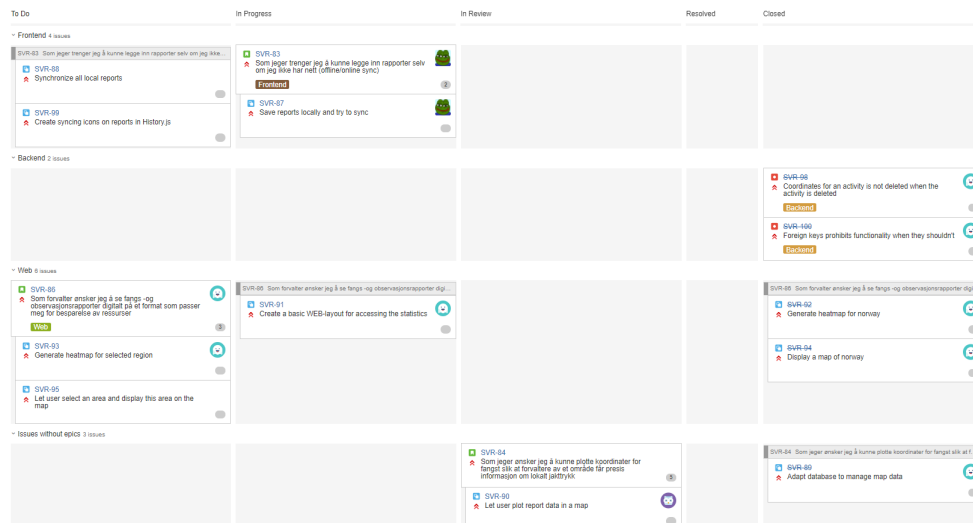 To Do
In Progress
In Review
Resolved
Closed
Frontend 4 issues
SVR-83 Som jeger trenger jeg å kunne legge inn rapporter selv om jeg ikke...
SVR-88
Synchronize all local reports
SVR-99
Create syncing icons on reports in History.js
SVR-83
Som jeger trenger jeg å kunne legge inn rapporter selv
om jeg ikke har nett (offline/online sync)
Frontend
2
SVR-87
Save reports locally and try to sync
Backend 2 issues
SVR-98
Coordinates for an activity is not deleted when the
activity is deleted
Backend
SVR-100
Foreign keys prohibits functionality when they shouldn't
Backend
Web 6 issues
SVR-86
Som forvalter ønsker jeg å se fangs -og
observasjonsrapporter digitalt på et format som passer
meg for besparelse av ressurser
Web
3
SVR-93
Generate heatmap for selected region
SVR-95
Let user select an area and display this area on the
map
SVR-86 Som forvalter ønsker jeg å se fangs -og observasjonsrapporter digi...
SVR-91
Create a basic WEB-layout for accessing the statistics
SVR-86 Som forvalter ønsker jeg å se fangs -og observasjonsrapporter digi
SVR-92
Generate heatmap for norway
SVR-94
Display a map of norway
Issues without epics 3 issues
SVR-84
Som jeger ønsker jeg å kunne plotte koordinater for
fangst slik at forvaltere av et område får presis
informasjon om lokalt jakttrykk
5
SVR-90
Let user plot report data in a map
SVR-84 Som jeger ønsker jeg å kunne plotte koordinater for fangst slik at f
SVR-89
Adapt database to manage map data